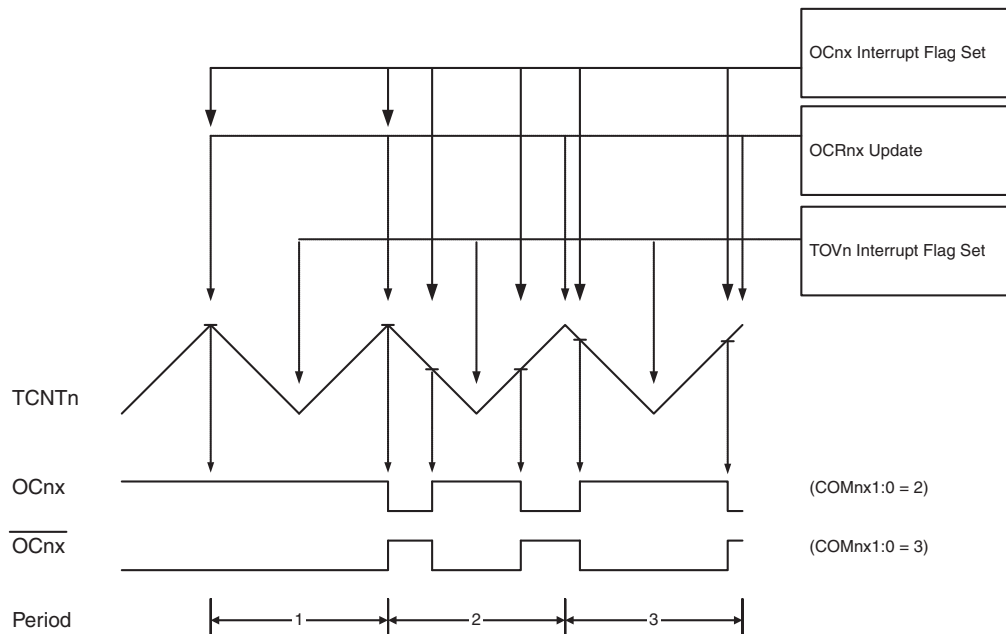 OCnx Interrupt Flag Set
OCRnx Update
TOVn Interrupt Flag Set
TCNTn
OCnx
(COMnx1:0 = 2)
OCnx
(COMnx1:0 = 3)
Period
1
2
3